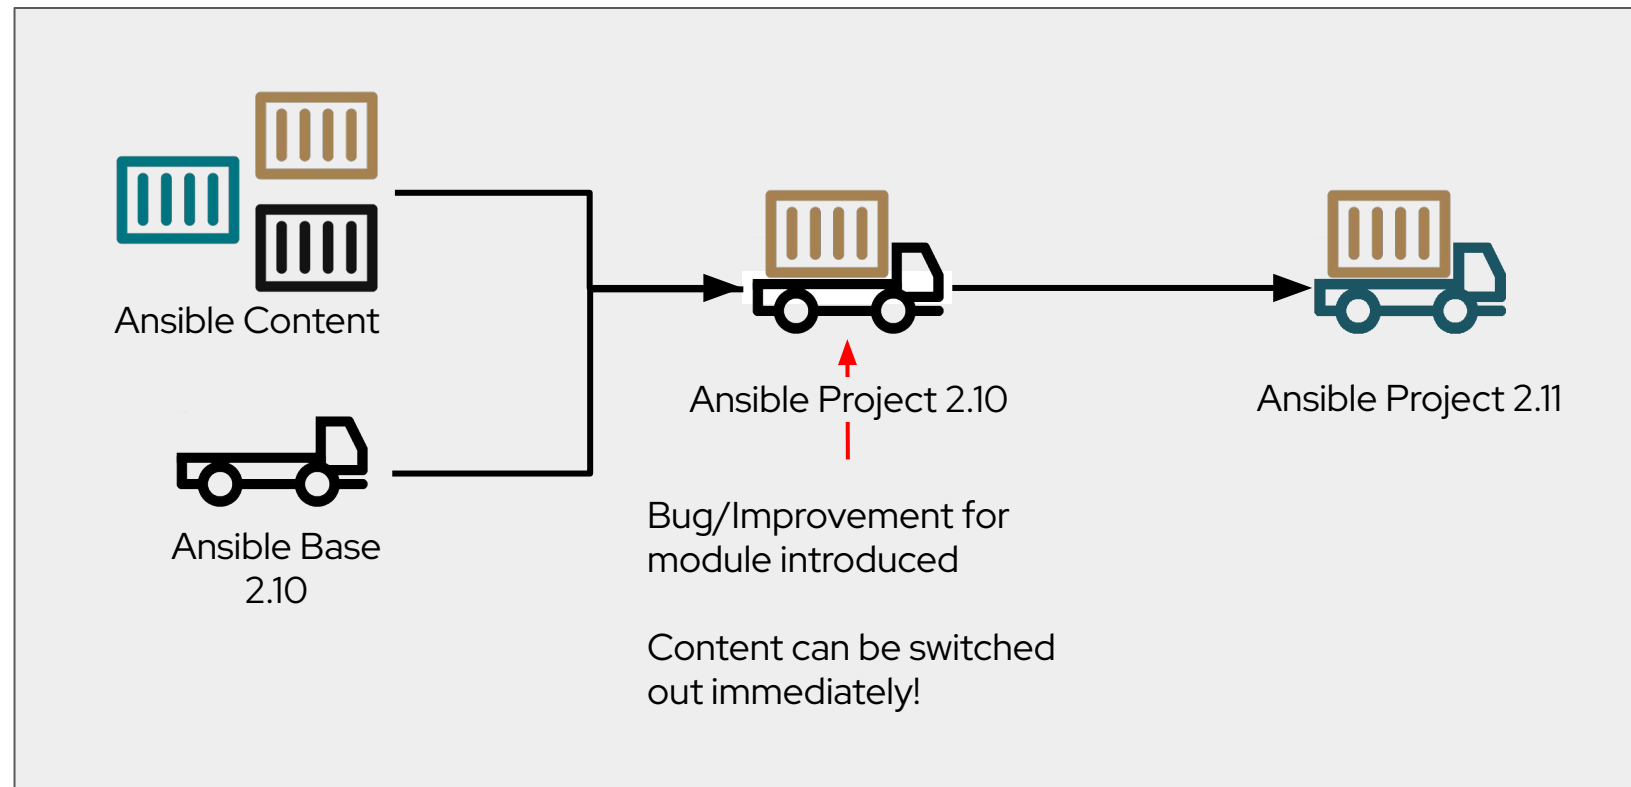 Ansible Content
Ansible Base
2.10
Ansible Project 2.10
Bug/Improvement for
module introduced
Content can be switched
out immediately!
Ansible Project 2.11